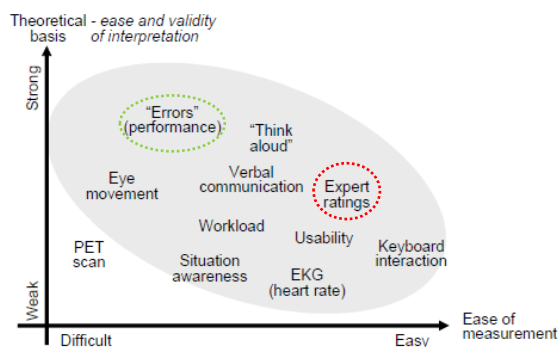 Theoretical - ease and validity
basis of interpretation
Strong
"Errors"
(performance)
"Think
aloud"
Eye
movement
Verbal
communication
Expert
ratings
Workload
Usability
PET
scan
Situation
awareness
EKG
(heart rate)
Keyboard
interaction
Weak
Difficult
Easy
Ease of
measurement